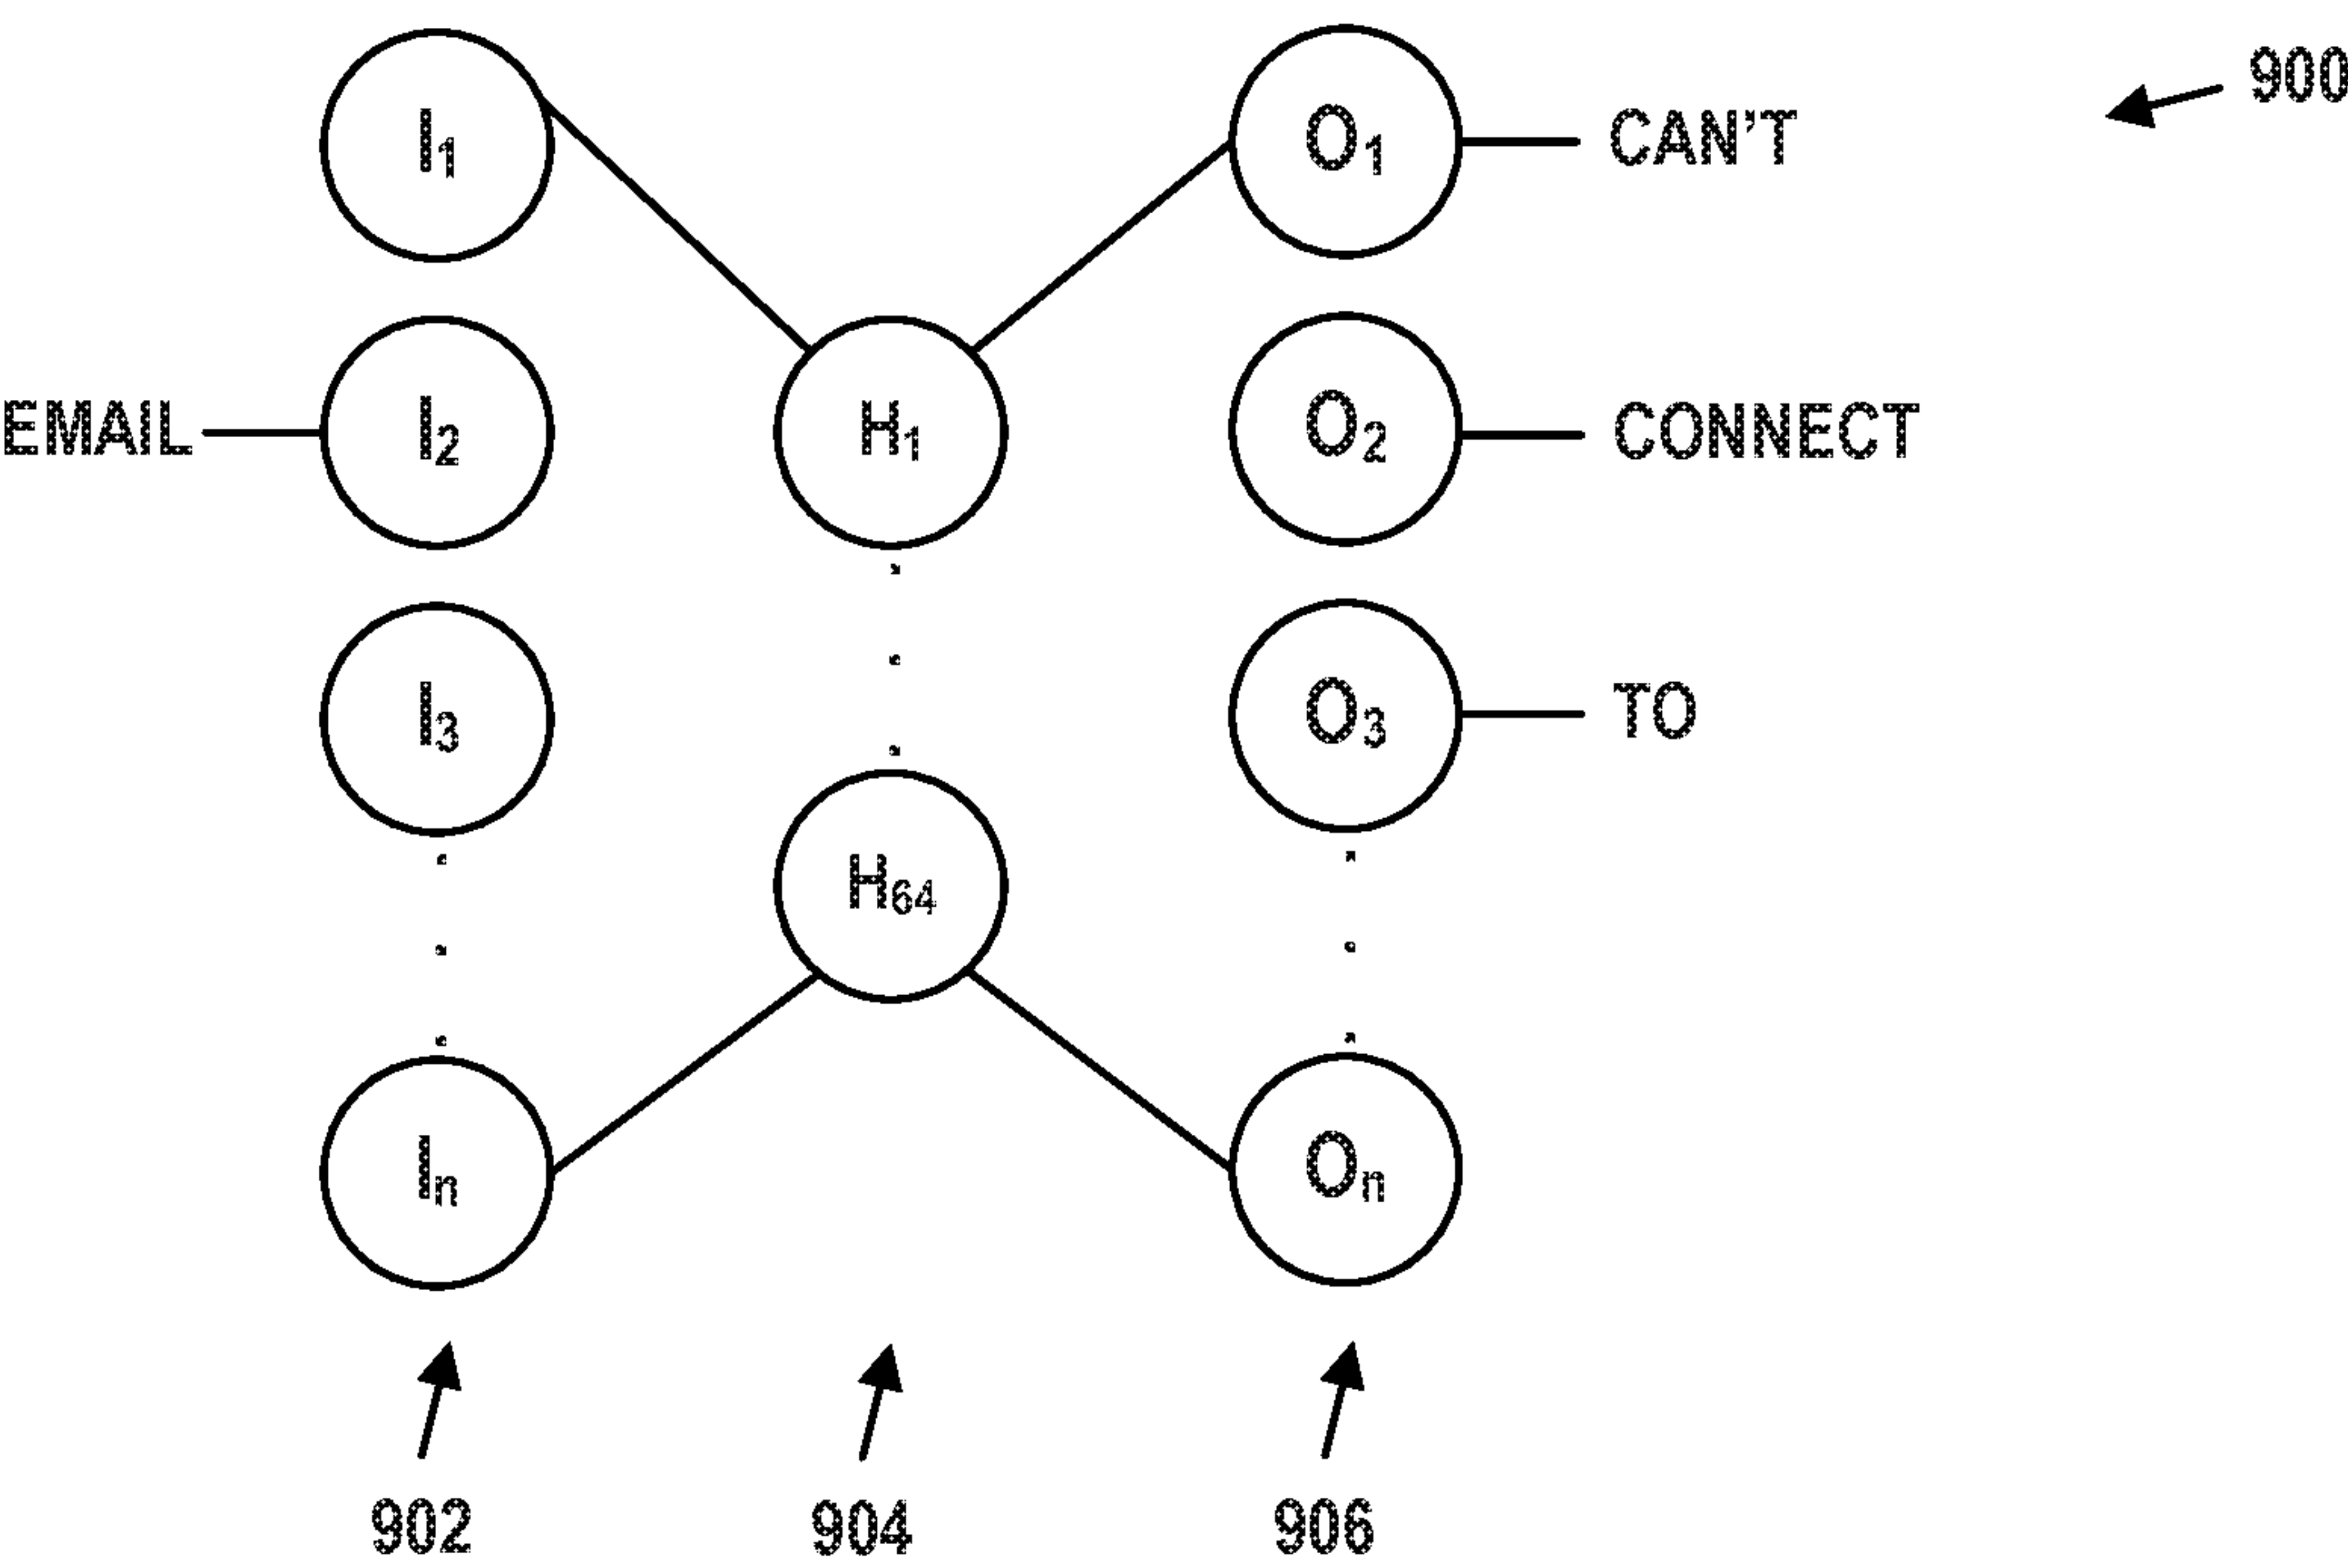 900
I1 O1 CAN'T
EMAIL I2 H1 O2 CONNECT
I3 O3 TO
H64
In On
902 904 906